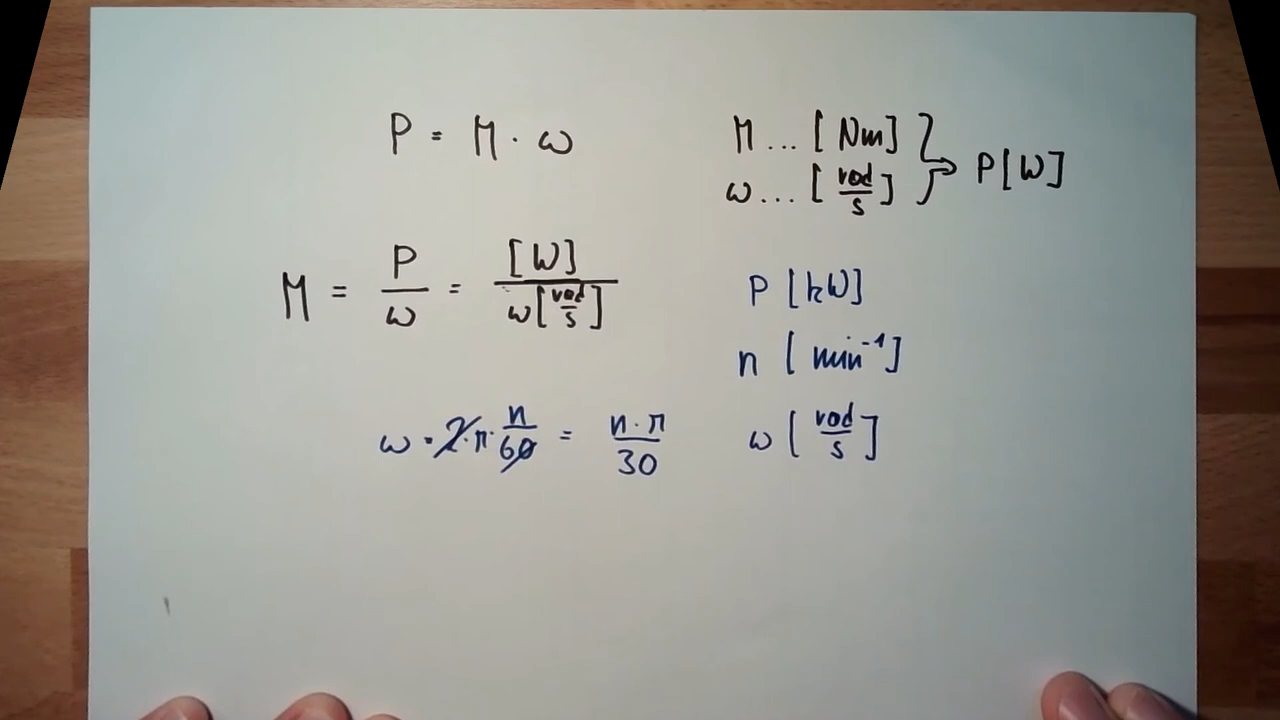 P = M · ω
M ... [Nm]
ω ... [rad/s] } ⇒ P[W]
M = P/ω = [W]/ω[rad/s]
P [kW]
n [min⁻¹]
ω · 2·π · n/60 = n·π/30
ω [rad/s]